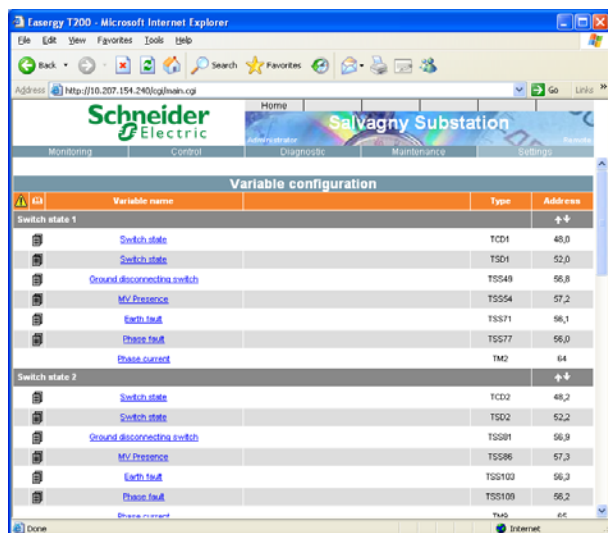 Easergy T200 - Microsoft Internet Explorer
File Edit View Favorites Tools Help
Back Search Favorites
Address http://10.207.154.240/cgi/main.cgi Go Links »
Schneider Electric
Home
Salvagny Substation
Administrator Remote
Monitoring Control Diagnostic Maintenance Settings
Variable configuration
Variable name Type Address
Switch state 1
Switch state TCD1 48,0
Switch state TSD1 52,0
Ground disconnecting switch TSS49 56,8
MV Presence TSS54 57,2
Earth fault TSS71 56,1
Phase fault TSS77 56,0
Phase current TM2 64
Switch state 2
Switch state TCD2 48,2
Switch state TSD2 52,2
Ground disconnecting switch TSS81 56,9
MV Presence TSS86 57,3
Earth fault TSS103 56,3
Phase fault TSS109 56,2
Phase current TM9 65
Done Internet